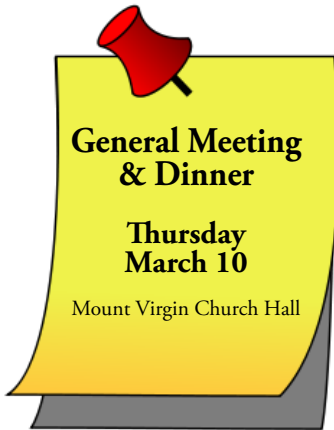 General Meeting
& Dinner
Thursday
March 10
Mount Virgin Church Hall